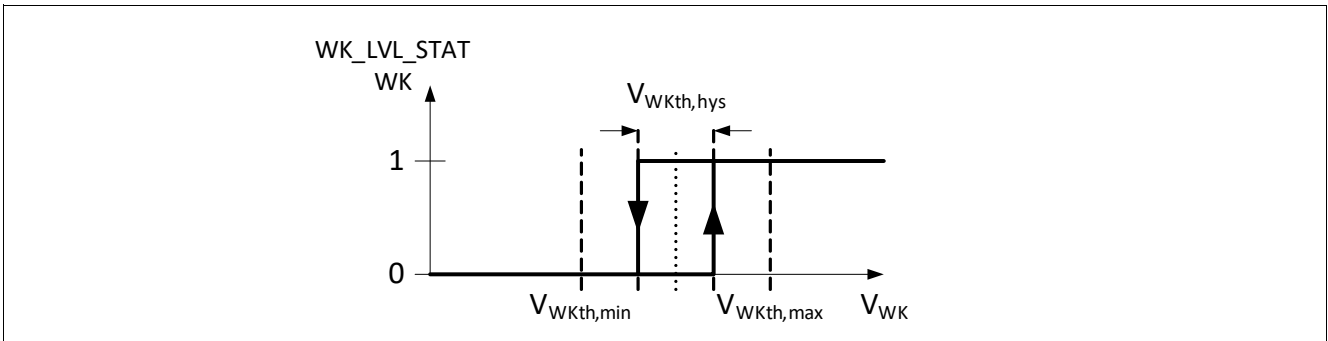 WK_LVL_STAT
WK
V_WKth,hys
1
0
V_WKth,min
V_WKth,max
V_WK